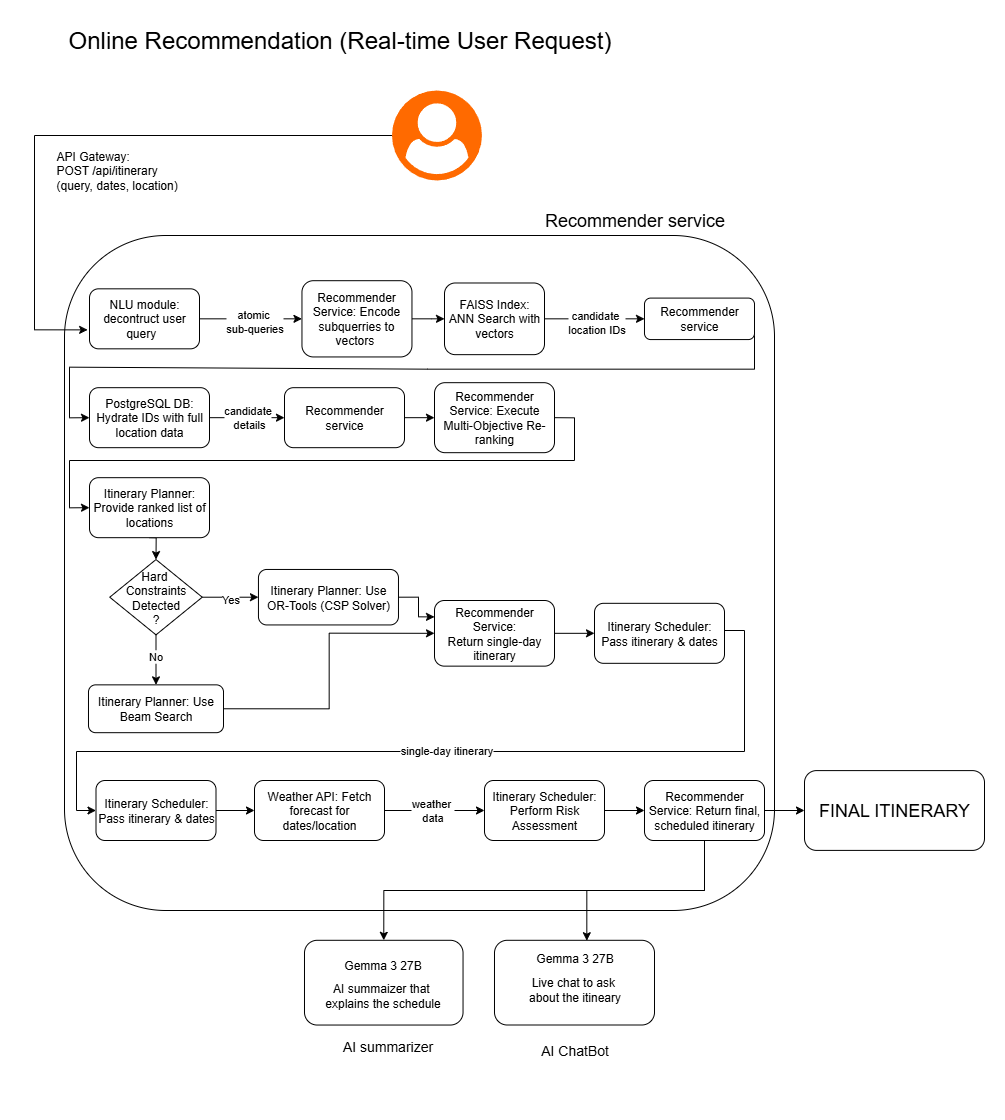 Online Recommendation (Real-time User Request)
API Gateway:
POST /api/itinerary
(query, dates, location)
Recommender service
NLU module:
decontruct user
query
atomic
sub-queries
Recommender
Service: Encode
subquerries to
vectors
FAISS Index:
ANN Search with
vectors
candidate
location IDs
Recommender
service
PostgreSQL DB:
Hydrate IDs with full
location data
candidate
details
Recommender
service
Recommender
Service: Execute
Multi-Objective Re-
ranking
Itinerary Planner:
Provide ranked list of
locations
Hard
Constraints
Detected
?
Yes
Itinerary Planner: Use
OR-Tools (CSP Solver)
Recommender
Service:
Return single-day
itinerary
Itinerary Scheduler:
Pass itinerary & dates
No
Itinerary Planner: Use
Beam Search
single-day itinerary
Itinerary Scheduler:
Pass itinerary & dates
Weather API: Fetch
forecast for
dates/location
weather
data
Itinerary Scheduler:
Perform Risk
Assessment
Recommender
Service: Return final,
scheduled itinerary
FINAL ITINERARY
Gemma 3 27B
AI summaizer that
explains the schedule
Gemma 3 27B
Live chat to ask
about the itineary
AI summarizer
AI ChatBot